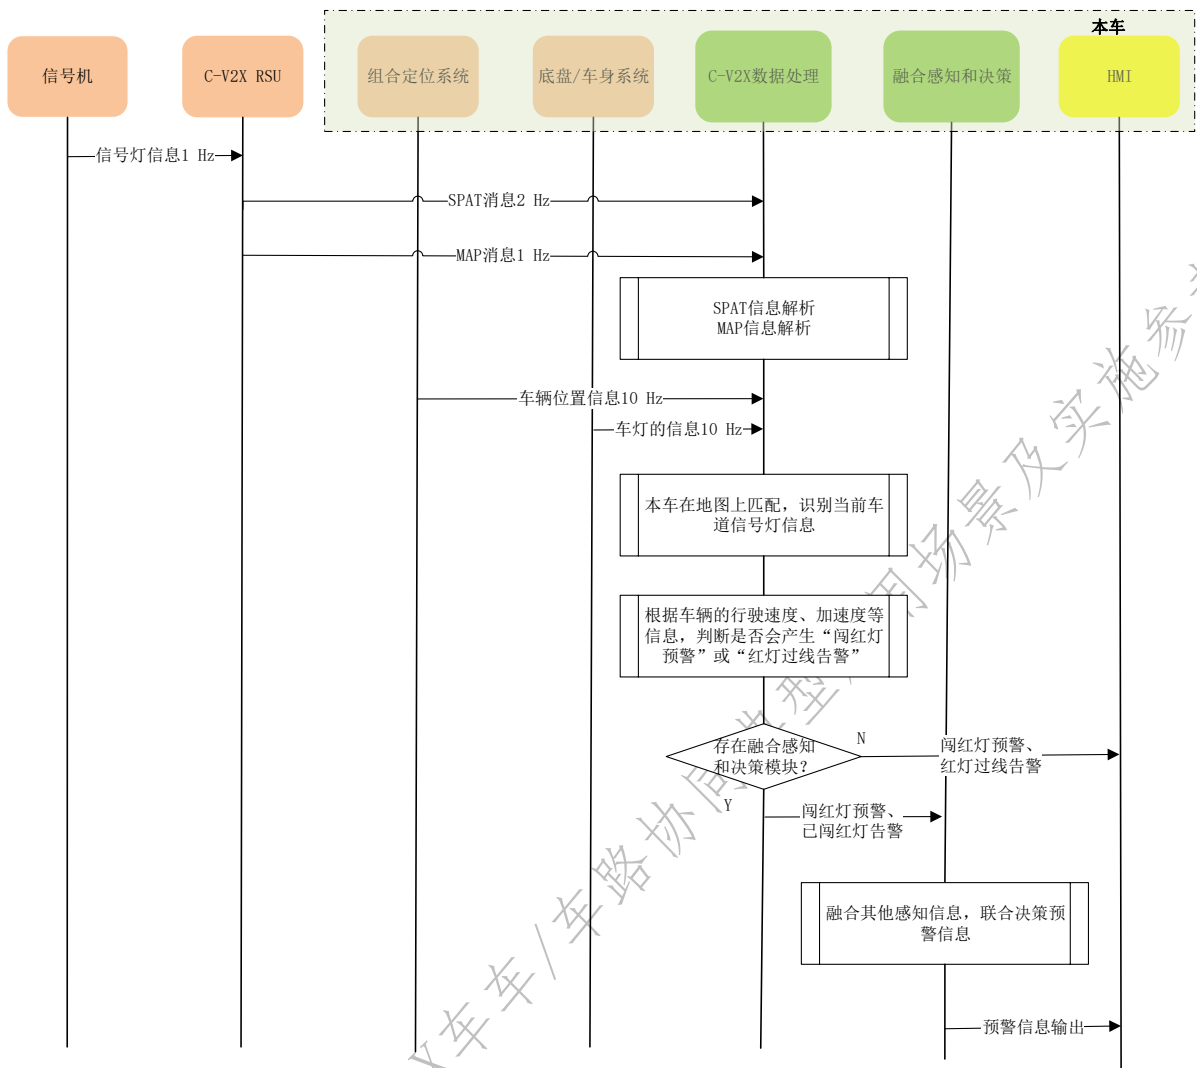 本车
信号机
C-V2X RSU
组合定位系统
底盘/车身系统
C-V2X数据处理
融合感知和决策
HMI
信号灯信息1 Hz
SPAT消息2 Hz
MAP消息1 Hz
SPAT信息解析
MAP信息解析
车辆位置信息10 Hz
车灯的信息10 Hz
本车在地图上匹配，识别当前车
道信号灯信息
根据车辆的行驶速度、加速度等
信息，判断是否会产生“闯红灯
预警”或“红灯过线告警”
存在融合感知
和决策模块？
N
闯红灯预警、
红灯过线告警
Y
闯红灯预警、
已闯红灯告警
融合其他感知信息，联合决策预
警信息
预警信息输出
X车车/车路协同典型应用场景及实施参